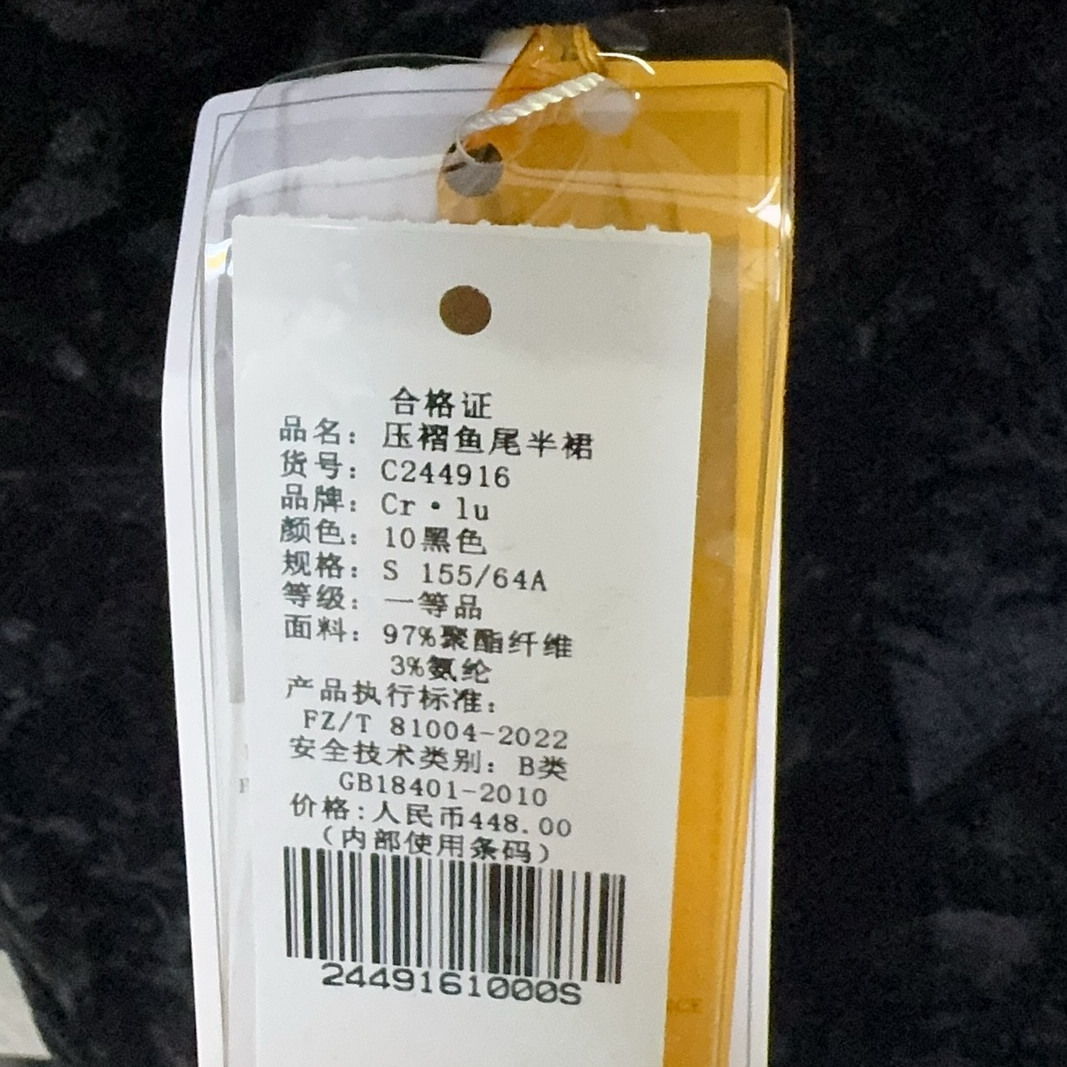 合格证
品名：压褶鱼尾半裙
货号：C244916
品牌：Cr·lu
颜色：10黑色
规格：S 155/64A
等级：一等品
面料：97%聚酯纤维
3%氨纶
产品执行标准：
FZ/T 81004-2022
安全技术类别：B类
GB18401-2010
价格:人民币448.00
（内部使用条码）
2449161000S